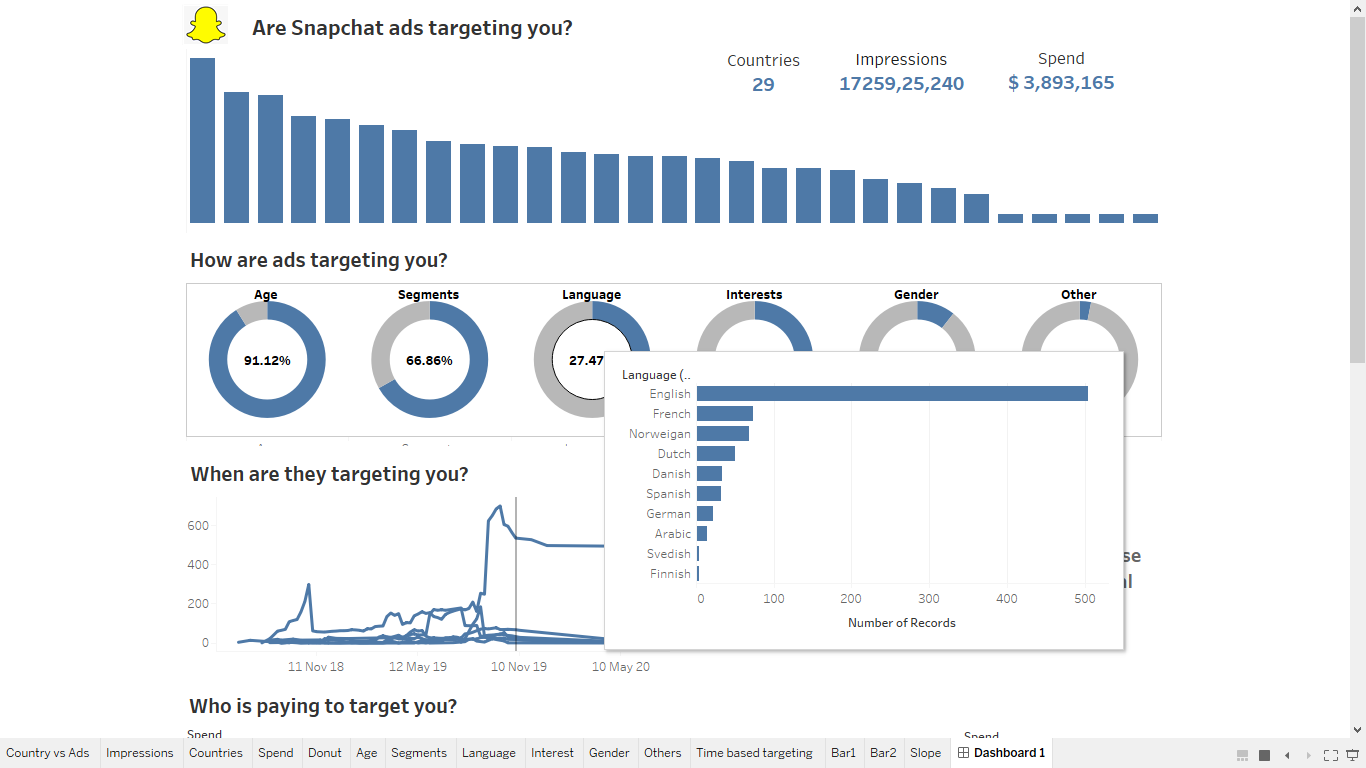 Are Snapchat ads targeting you?
Countries
29
Impressions
17259,25,240
Spend
$ 3,893,165
How are ads targeting you?
Age
Segments
Language
Interests
Gender
Other
91.12%
66.86%
27.47
Language (..
English
French
Norweigan
Dutch
Danish
Spanish
German
Arabic
Svedish
Finnish
0
100
200
300
400
500
Number of Records
When are they targeting you?
600
400
200
0
11 Nov 18
12 May 19
10 Nov 19
10 May 20
Who is paying to target you?
Spend
Spend
Country vs Ads
Impressions
Countries
Spend
Donut
Age
Segments
Language
Interest
Gender
Others
Time based targeting
Bar1
Bar2
Slope
Dashboard 1